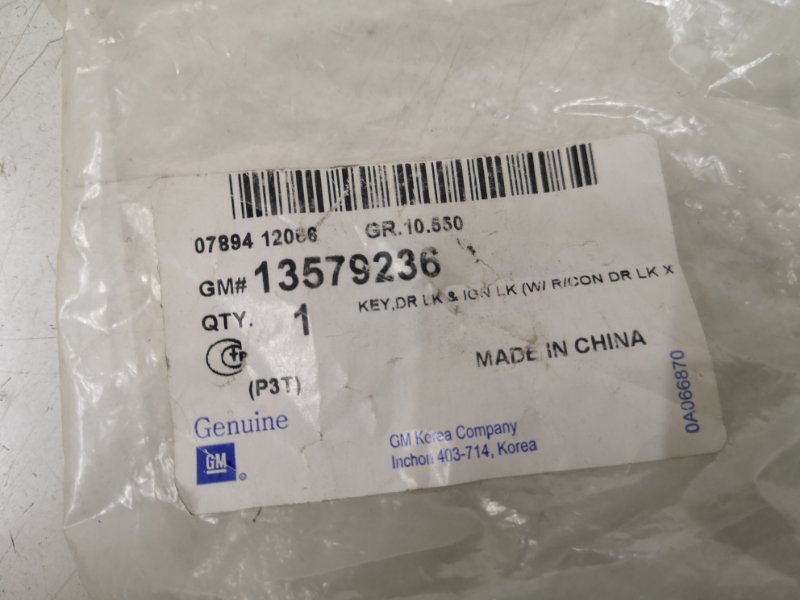 07894 12066 GR.10.550
GM# 13579236
KEY,DR LK & IGN LK (W/ R/CON DR LK X
QTY. 1
MADE IN CHINA
(P3T)
Genuine
GM
®
GM Korea Company
Inchon 403-714, Korea
0A066870